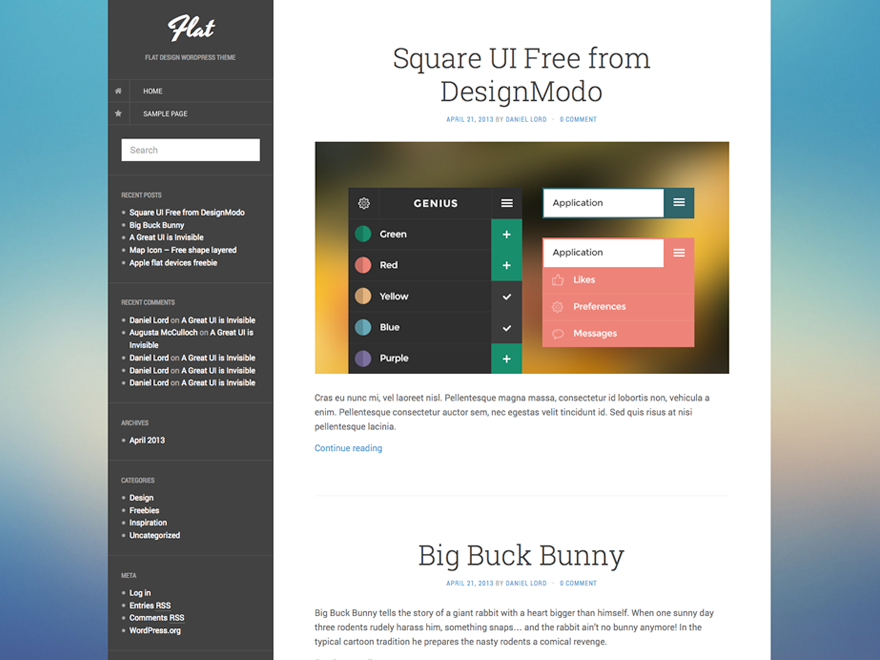 Flat
FLAT DESIGN WORDPRESS THEME
HOME
SAMPLE PAGE
Search
RECENT POSTS
Square UI Free from DesignModo
Big Buck Bunny
A Great UI is Invisible
Map Icon – Free shape layered
Apple flat devices freebie
RECENT COMMENTS
Daniel Lord on A Great UI is Invisible
Augusta McCulloch on A Great UI is
Invisible
Daniel Lord on A Great UI is Invisible
Daniel Lord on A Great UI is Invisible
Daniel Lord on A Great UI is Invisible
ARCHIVES
April 2013
CATEGORIES
Design
Freebies
Inspiration
Uncategorized
META
Log in
Entries RSS
Comments RSS
WordPress.org
Square UI Free from
DesignModo
APRIL 21, 2013 BY DANIEL LORD - 0 COMMENT
GENIUS
Green
Red
Yellow
Blue
Purple
Application
Application
Likes
Preferences
Messages
Cras eu nunc mi, vel laoreet nisl. Pellentesque magna massa, consectetur id lobortis non, vehicula a
enim. Pellentesque consectetur auctor sem, nec egestas velit tincidunt id. Sed quis risus at nisi
pellentesque lacinia.
Continue reading
Big Buck Bunny
APRIL 21, 2013 BY DANIEL LORD - 0 COMMENT
Big Buck Bunny tells the story of a giant rabbit with a heart bigger than himself. When one sunny day
three rodents rudely harass him, something snaps… and the rabbit ain't no bunny anymore! In the
typical cartoon tradition he prepares the nasty rodents a comical revenge.